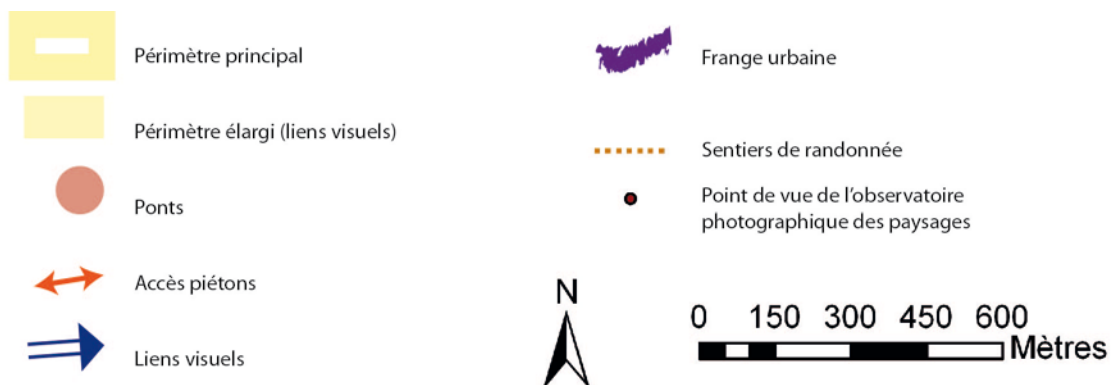 Périmètre principal
Périmètre élargi (liens visuels)
Ponts
Accès piétons
Liens visuels
Frange urbaine
Sentiers de randonnée
Point de vue de l'observatoire
photographique des paysages
N
0 150 300 450 600
Mètres